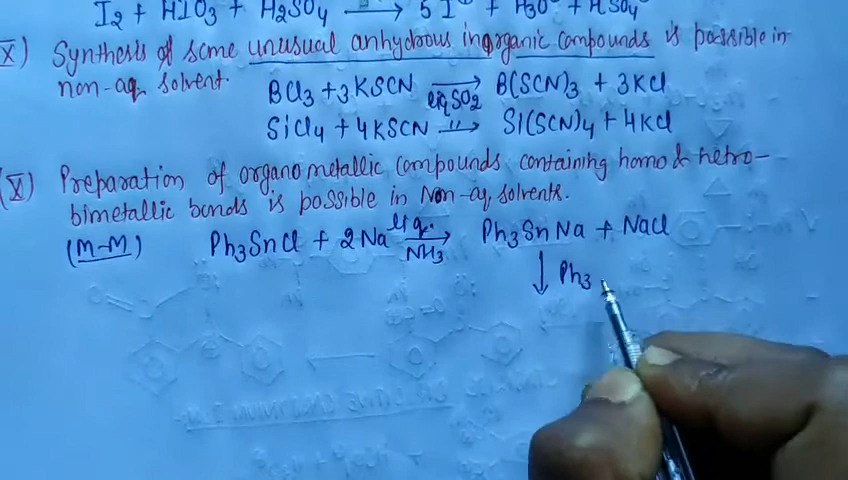 I₂ + HIO₃ + H₂SO₄ → 5 I⁺ + H₃O⁺ + HSO₄⁻
IX) Synthesis of some unusual anhydrous inorganic compounds is possible in
non-aq. solvent.
BCl₃ + 3KSCN →(liq SO₂) B(SCN)₃ + 3KCl
SiCl₄ + 4KSCN →(") Si(SCN)₄ + 4KCl
(X) Preparation of organometallic compounds containing homo & hetro-
bimetallic bonds is possible in Non-aq. solvents.
(M-M) Ph₃SnCl + 2Na →(liq. NH₃) Ph₃SnNa + NaCl
↓ Ph₃